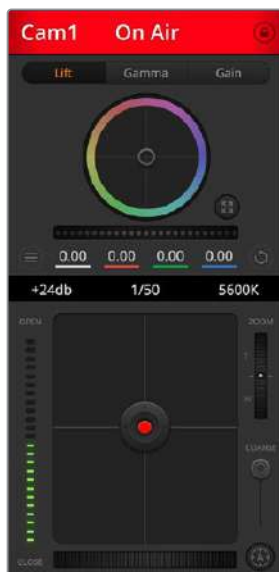 Cam1 On Air
Lift Gamma Gain
0.00 0.00 0.00 0.00
+24db 1/50 5600K
OPEN ZOOM
T
W
COARSE
A
CLOSE